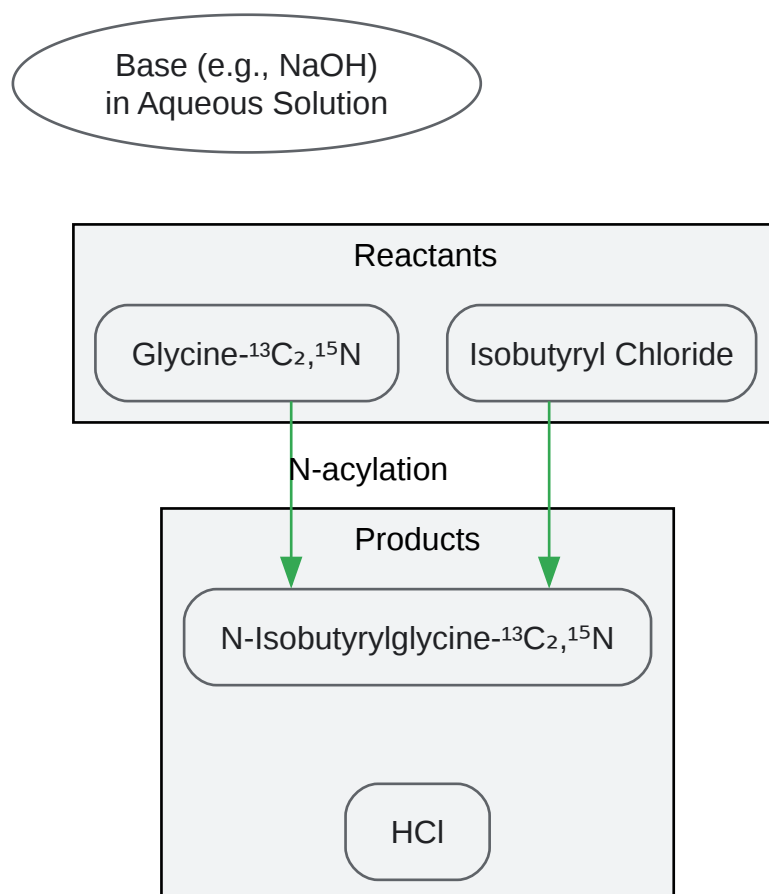 Base (e.g., NaOH)
in Aqueous Solution
Reactants
Glycine-¹³C₂,¹⁵N
Isobutyryl Chloride
N-acylation
Products
N-Isobutyrylglycine-¹³C₂,¹⁵N
HCl